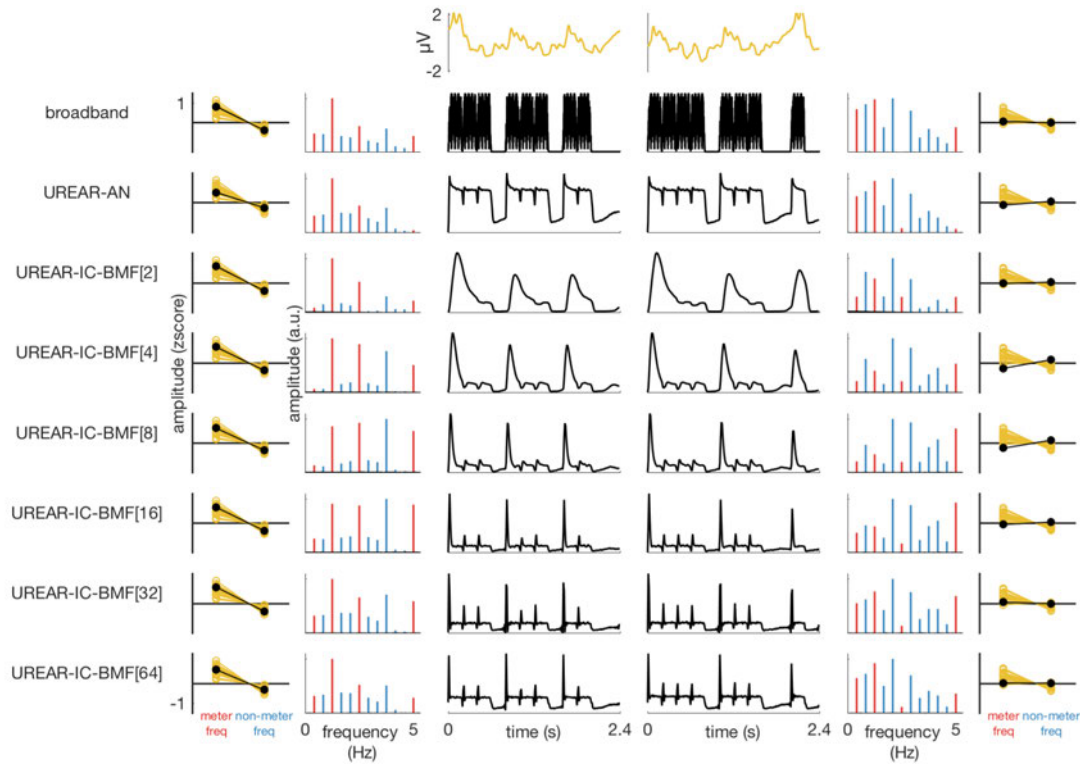 2
μV
-2
broadband
1
UREAR-AN
UREAR-IC-BMF[2]
UREAR-IC-BMF[4]
UREAR-IC-BMF[8]
UREAR-IC-BMF[16]
UREAR-IC-BMF[32]
UREAR-IC-BMF[64]
-1
amplitude (zscore)
amplitude (a.u.)
meter freq
non-meter freq
0 frequency (Hz) 5
0 time (s) 2.4
0 time (s) 2.4
0 frequency (Hz) 5
meter freq
non-meter freq